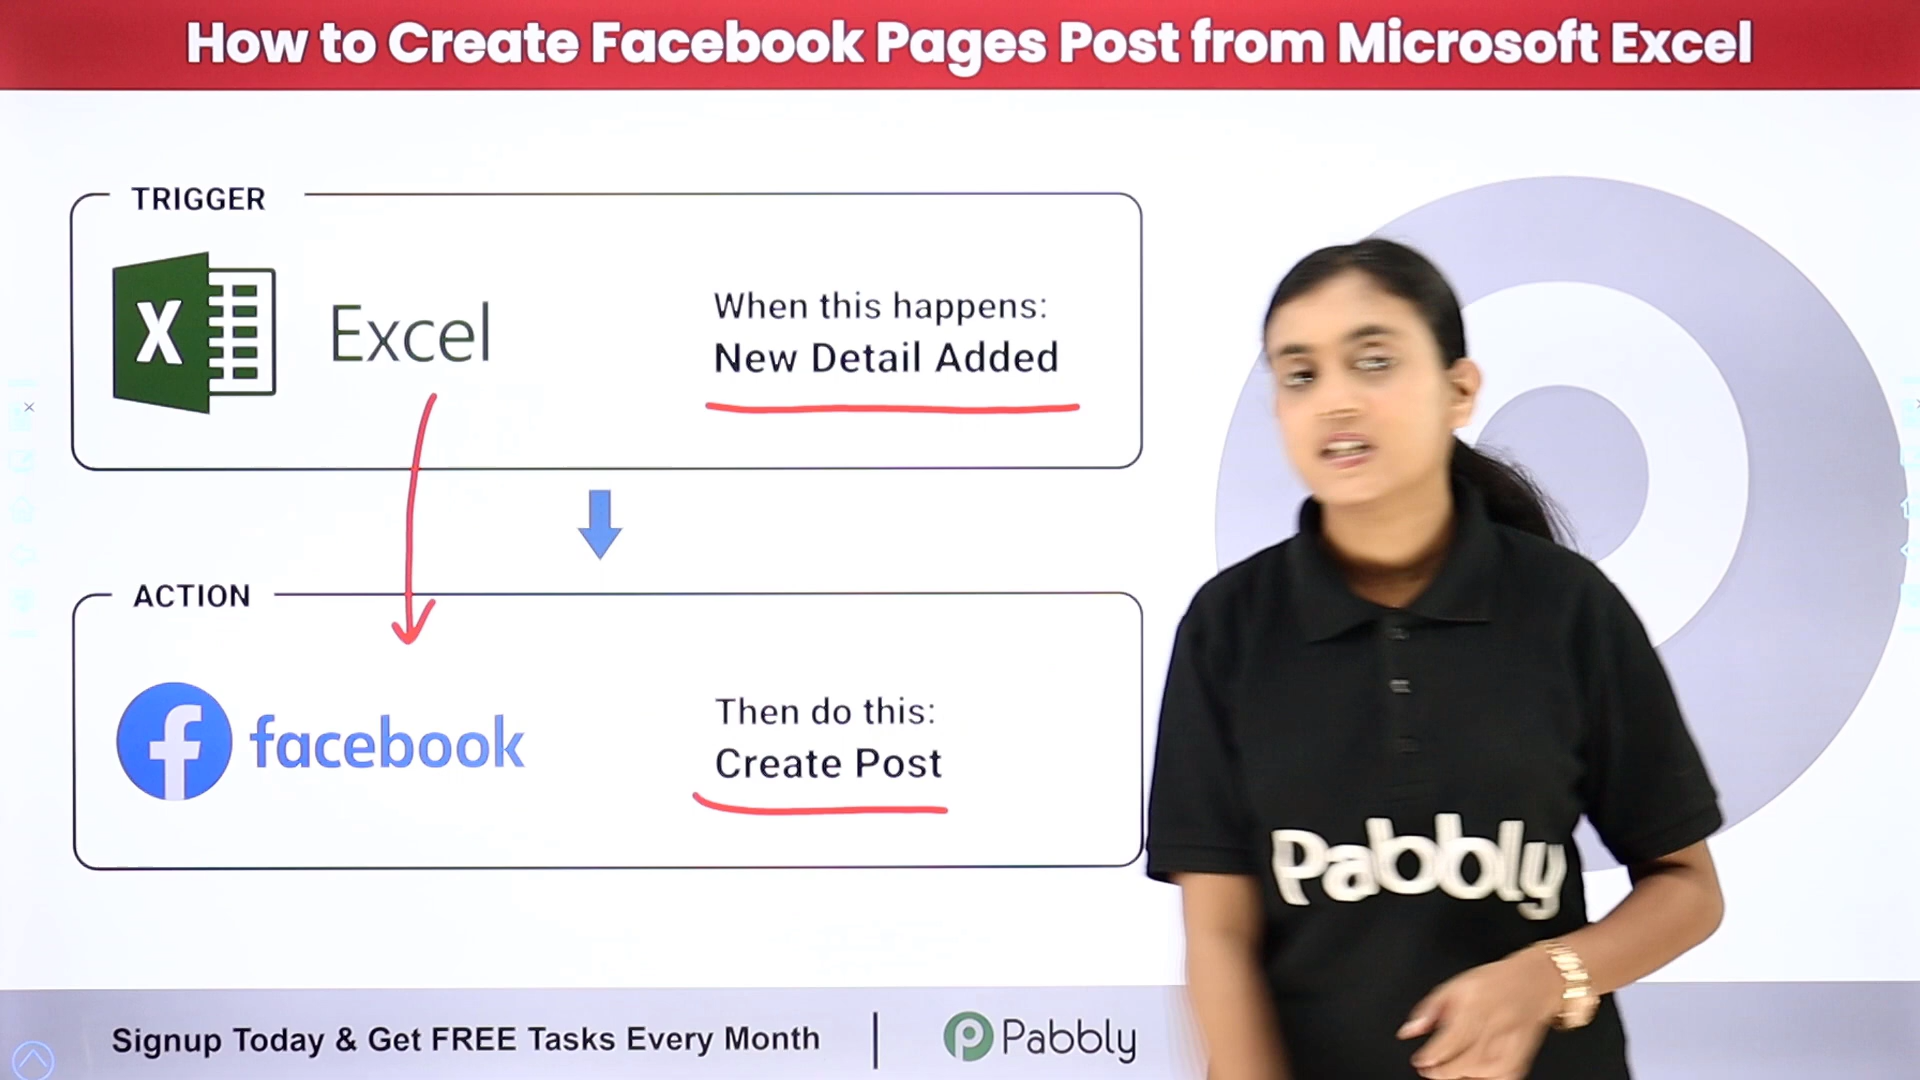 How to Create Facebook Pages Post from Microsoft Excel
TRIGGER
X
Excel
When this happens:
New Detail Added
ACTION
f
facebook
Then do this:
Create Post
Pabbly
Signup Today & Get FREE Tasks Every Month
Pabbly